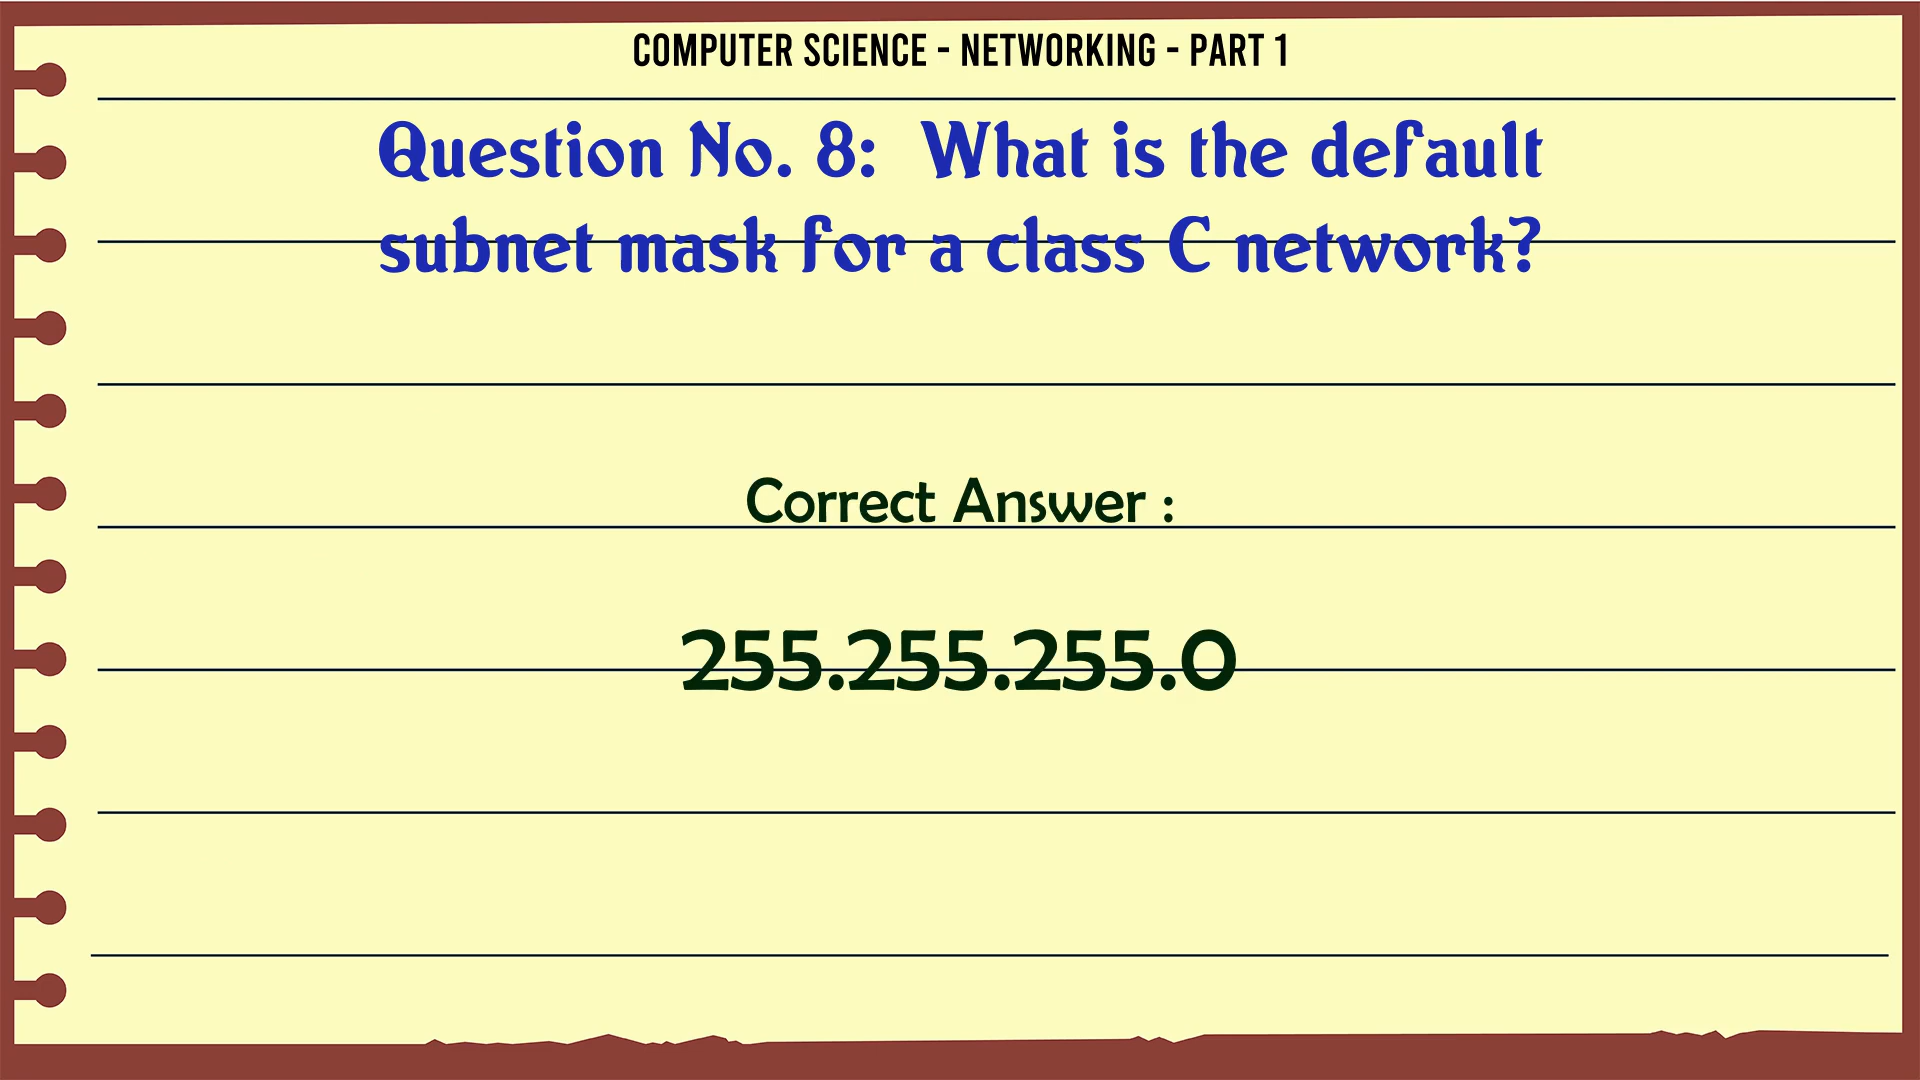 COMPUTER SCIENCE - NETWORKING - PART 1
Question No. 8:  What is the default
subnet mask for a class C network?
Correct Answer :
255.255.255.0